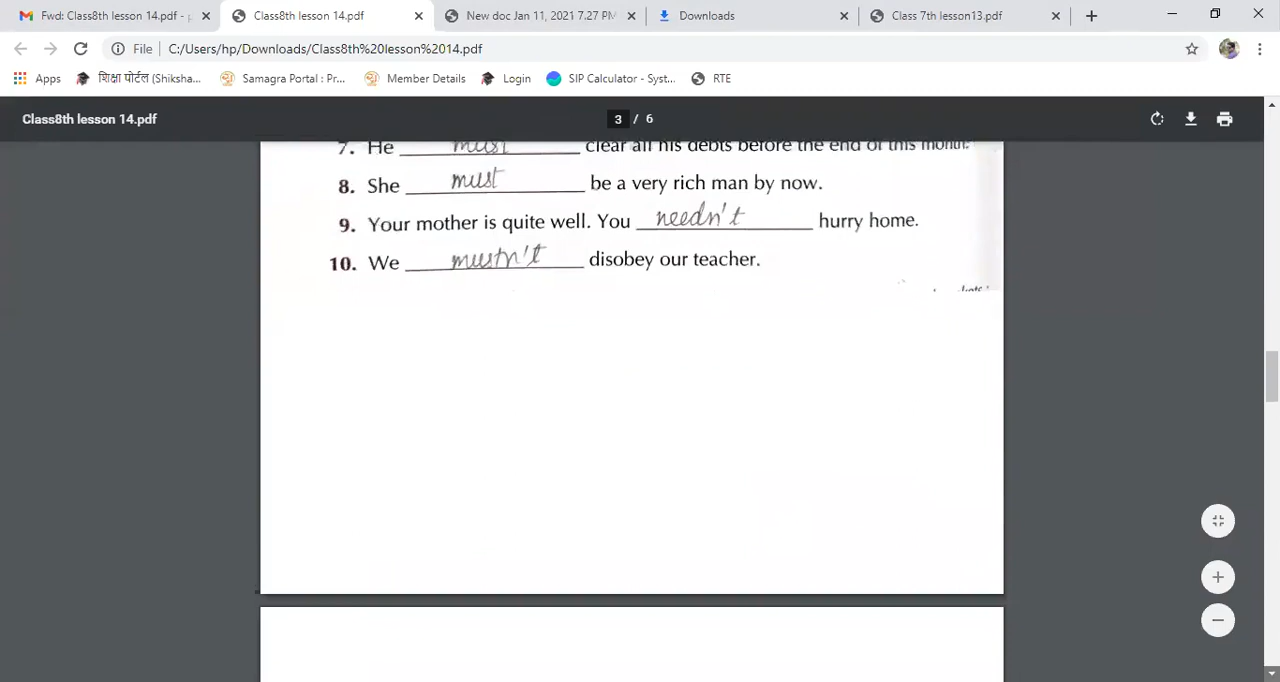 Fwd: Class8th lesson 14.pdf - p
Class8th lesson 14.pdf
New doc Jan 11, 2021 7.27 PM
Downloads
Class 7th lesson13.pdf
File
C:/Users/hp/Downloads/Class8th%20lesson%2014.pdf
Apps
शिक्षा पोर्टल (Shiksha...
Samagra Portal : Pr...
Member Details
Login
SIP Calculator - Syst...
RTE
Class8th lesson 14.pdf
3 / 6
7. He must clear all his debts before the end of this month.
8. She must be a very rich man by now.
9. Your mother is quite well. You needn't hurry home.
10. We mustn't disobey our teacher.